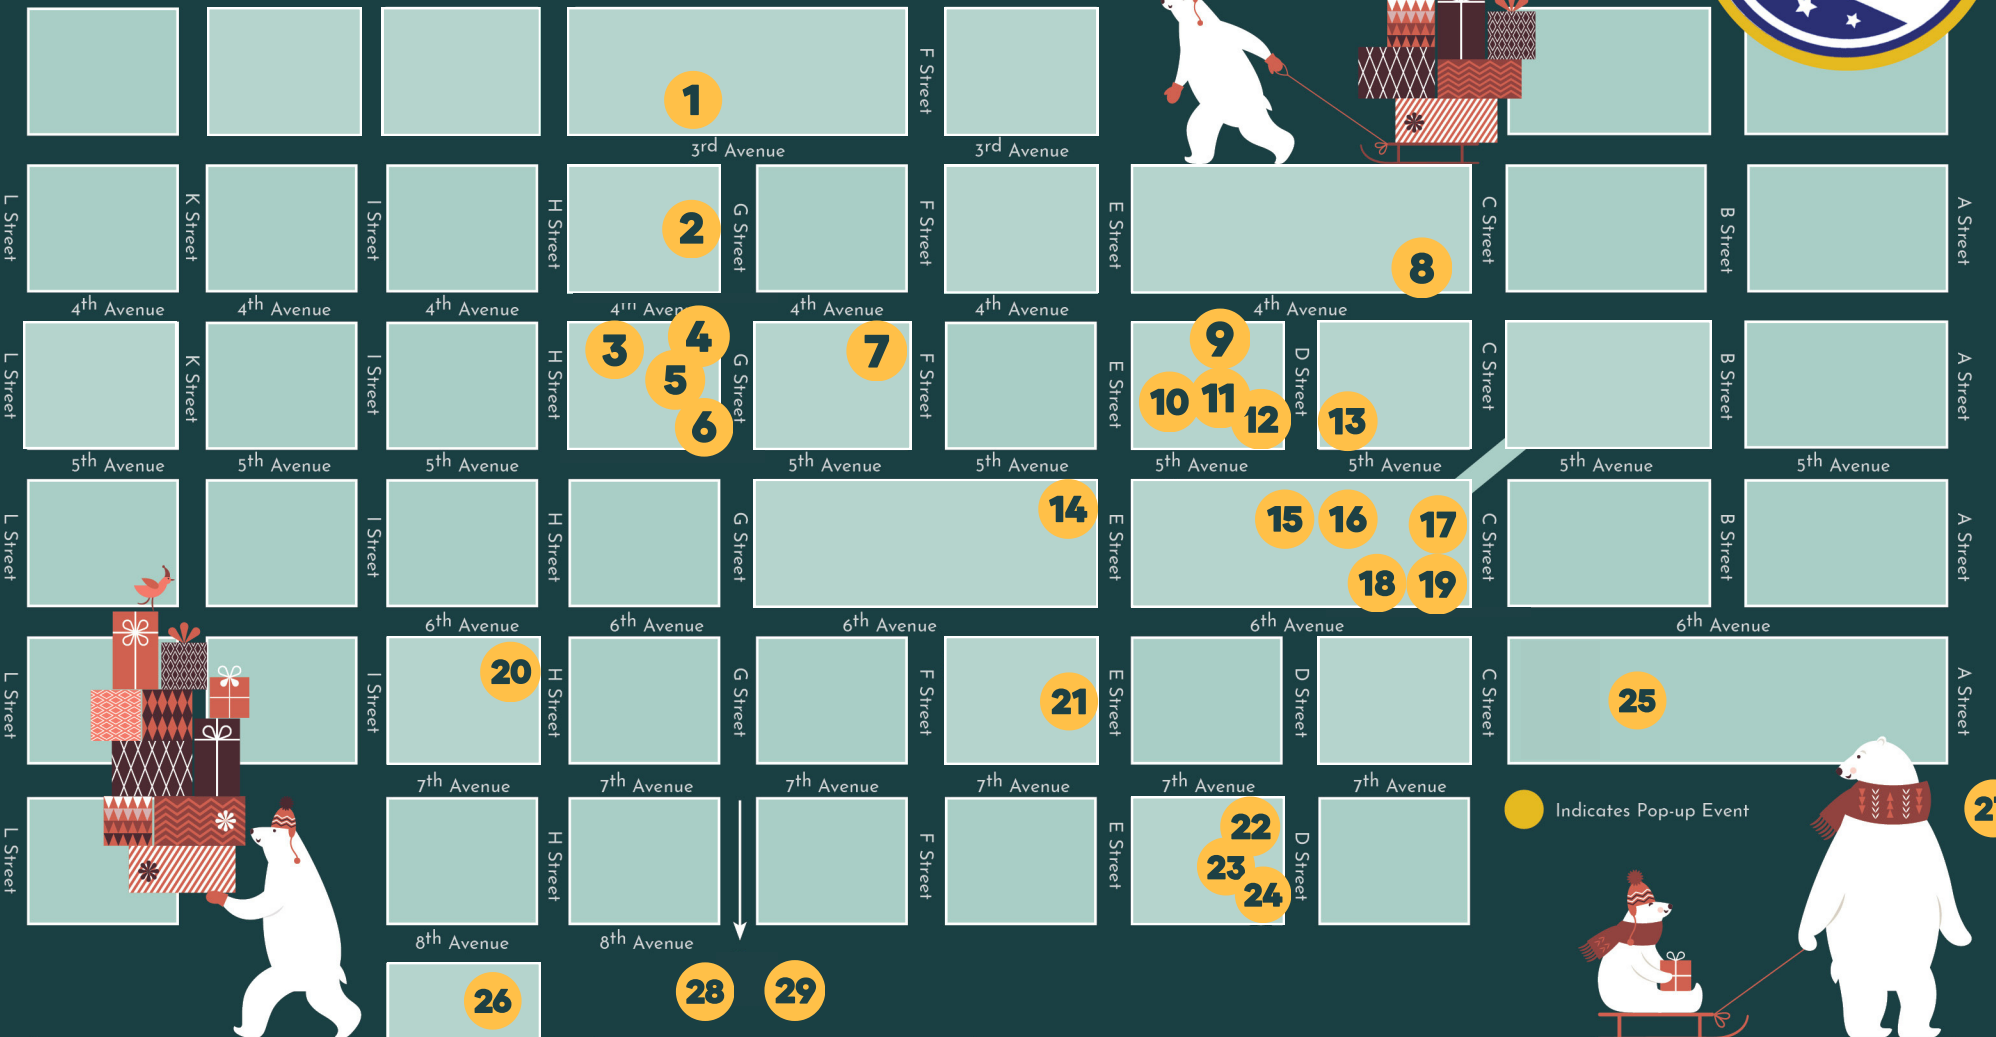 F Street
1
3rd Avenue
3rd Avenue
L Street
K Street
I Street
H Street
2
G Street
F Street
E Street
8
C Street
B Street
A Street
4th Avenue
4th Avenue
4th Avenue
4th Avenue
4th Avenue
4th Avenue
L Street
K Street
I Street
H Street
3
4
5
6
G Street
7
F Street
E Street
9
10
11
12
D Street
13
C Street
B Street
A Street
5th Avenue
5th Avenue
5th Avenue
5th Avenue
5th Avenue
5th Avenue
5th Avenue
5th Avenue
5th Avenue
L Street
I Street
H Street
G Street
14
E Street
15
16
17
18
19
C Street
B Street
A Street
6th Avenue
6th Avenue
6th Avenue
6th Avenue
6th Avenue
L Street
I Street
20
H Street
G Street
F Street
21
E Street
D Street
C Street
25
A Street
7th Avenue
7th Avenue
7th Avenue
7th Avenue
7th Avenue
7th Avenue
L Street
H Street
F Street
E Street
22
23
24
D Street
Indicates Pop-up Event
8th Avenue
8th Avenue
26
28
29